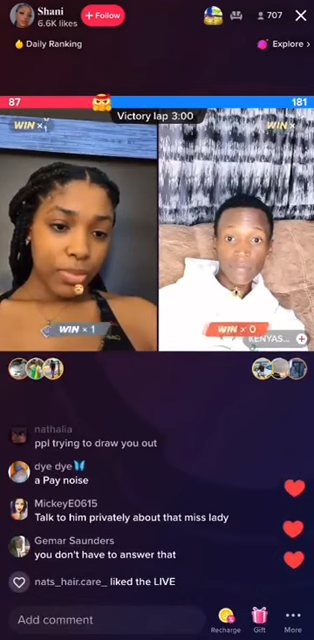 Shani
6.6K likes
+ Follow
707
Daily Ranking
Explore >
87
181
Victory lap 3:00
WIN ×1
WIN ×
WIN × 1
WIN × 0
KENYAS...
nathalia
ppl trying to draw you out
dye dye🦋
a Pay noise
MickeyE0615
Talk to him privately about that miss lady
Gemar Saunders
you don't have to answer that
nats_hair.care_ liked the LIVE
Add comment
Recharge
Gift
More